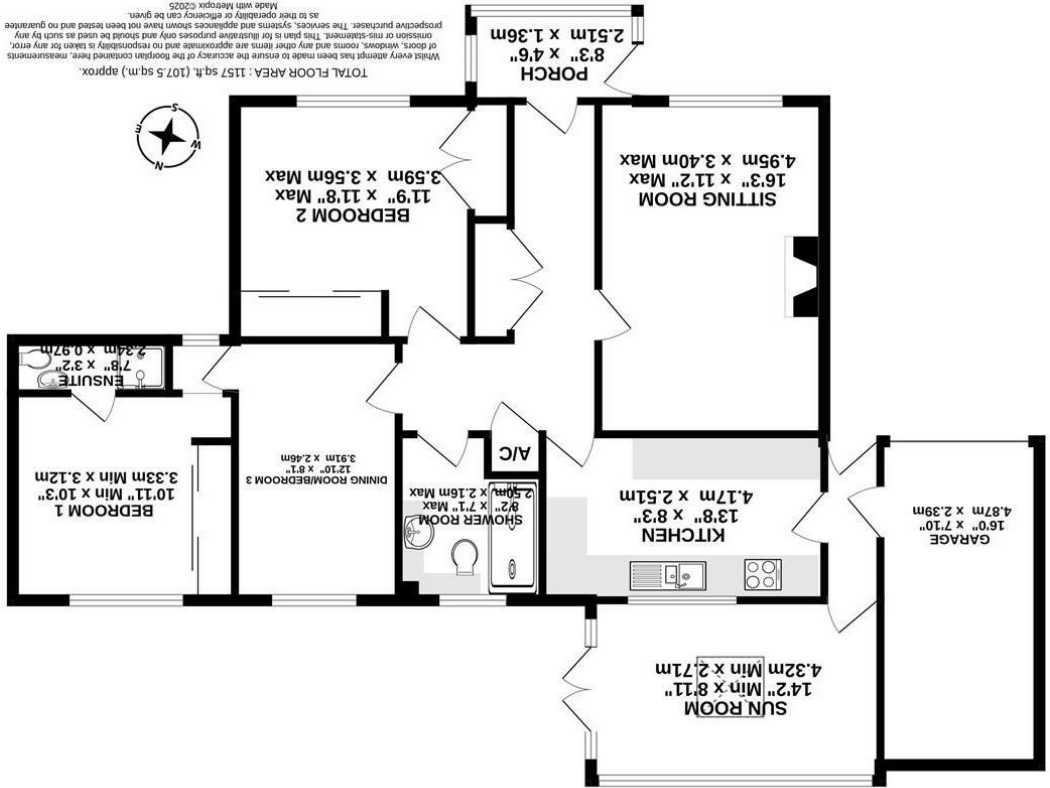 SUN ROOM
14'2" Min x 8'11"
4.32m Min x 2.71m
GARAGE
16'0" x 7'10"
4.87m x 2.39m
KITCHEN
13'8" x 8'3"
4.17m x 2.51m
SHOWER ROOM
8'2" x 7'1" Max
2.50m x 2.16m Max
A/C
DINING ROOM/BEDROOM 3
12'10" x 8'1"
3.91m x 2.46m
BEDROOM 1
10'11" Min x 10'3"
3.33m Min x 3.12m
ENSUITE
7'8" x 3'2"
2.34m x 0.97m
SITTING ROOM
16'3" x 11'2" Max
4.95m x 3.40m Max
BEDROOM 2
11'9" x 11'8" Max
3.59m x 3.56m Max
PORCH
8'3" x 4'6"
2.51m x 1.36m
N
E
S
W
TOTAL FLOOR AREA : 1157 sq.ft. (107.5 sq.m.) approx.
Whilst every attempt has been made to ensure the accuracy of the floorplan contained here, measurements
of doors, windows, rooms and any other items are approximate and no responsibility is taken for any error,
omission or mis-statement. This plan is for illustrative purposes only and should be used as such by any
prospective purchaser. The services, systems and appliances shown have not been tested and no guarantee
as to their operability or efficiency can be given.
Made with Metropix ©2025